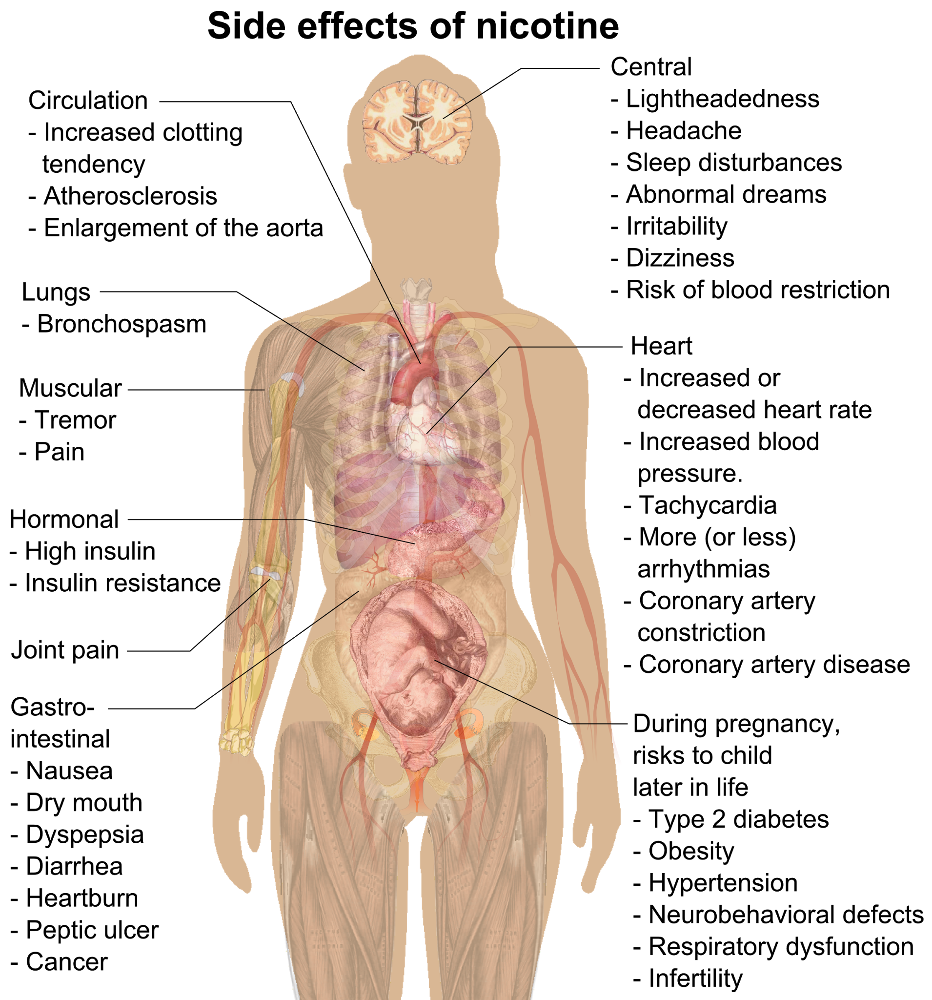 Side effects of nicotine
Circulation
- Increased clotting
tendency
- Atherosclerosis
- Enlargement of the aorta
Lungs
- Bronchospasm
Muscular
- Tremor
- Pain
Hormonal
- High insulin
- Insulin resistance
Joint pain
Gastro-
intestinal
- Nausea
- Dry mouth
- Dyspepsia
- Diarrhea
- Heartburn
- Peptic ulcer
- Cancer
Central
- Lightheadedness
- Headache
- Sleep disturbances
- Abnormal dreams
- Irritability
- Dizziness
- Risk of blood restriction
Heart
- Increased or
decreased heart rate
- Increased blood
pressure.
- Tachycardia
- More (or less)
arrhythmias
- Coronary artery
constriction
- Coronary artery disease
During pregnancy,
risks to child
later in life
- Type 2 diabetes
- Obesity
- Hypertension
- Neurobehavioral defects
- Respiratory dysfunction
- Infertility